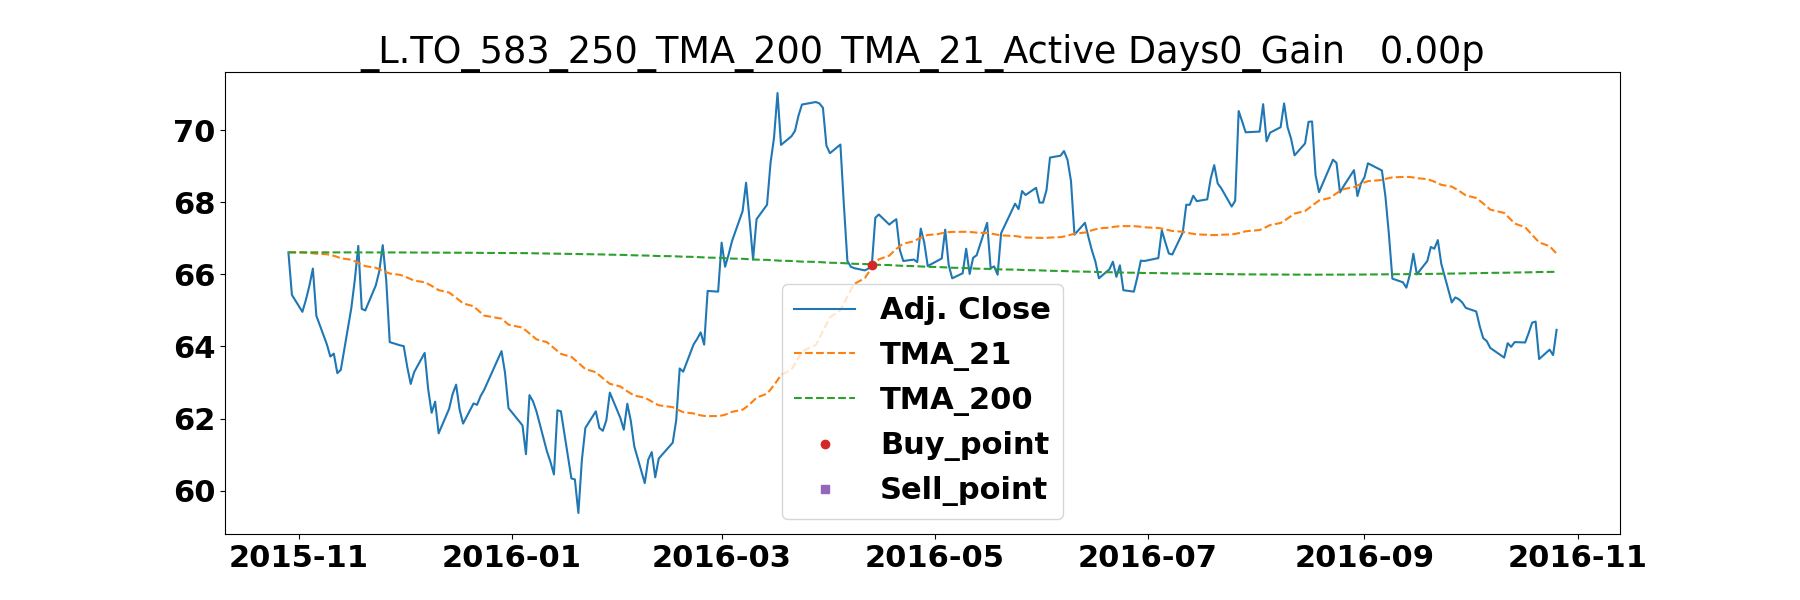 _L.TO_583_250_TMA_200_TMA_21_Active Days0_Gain   0.00p
70
68
66
64
62
60
Adj. Close
TMA_21
TMA_200
Buy_point
Sell_point
2015-11
2016-01
2016-03
2016-05
2016-07
2016-09
2016-11